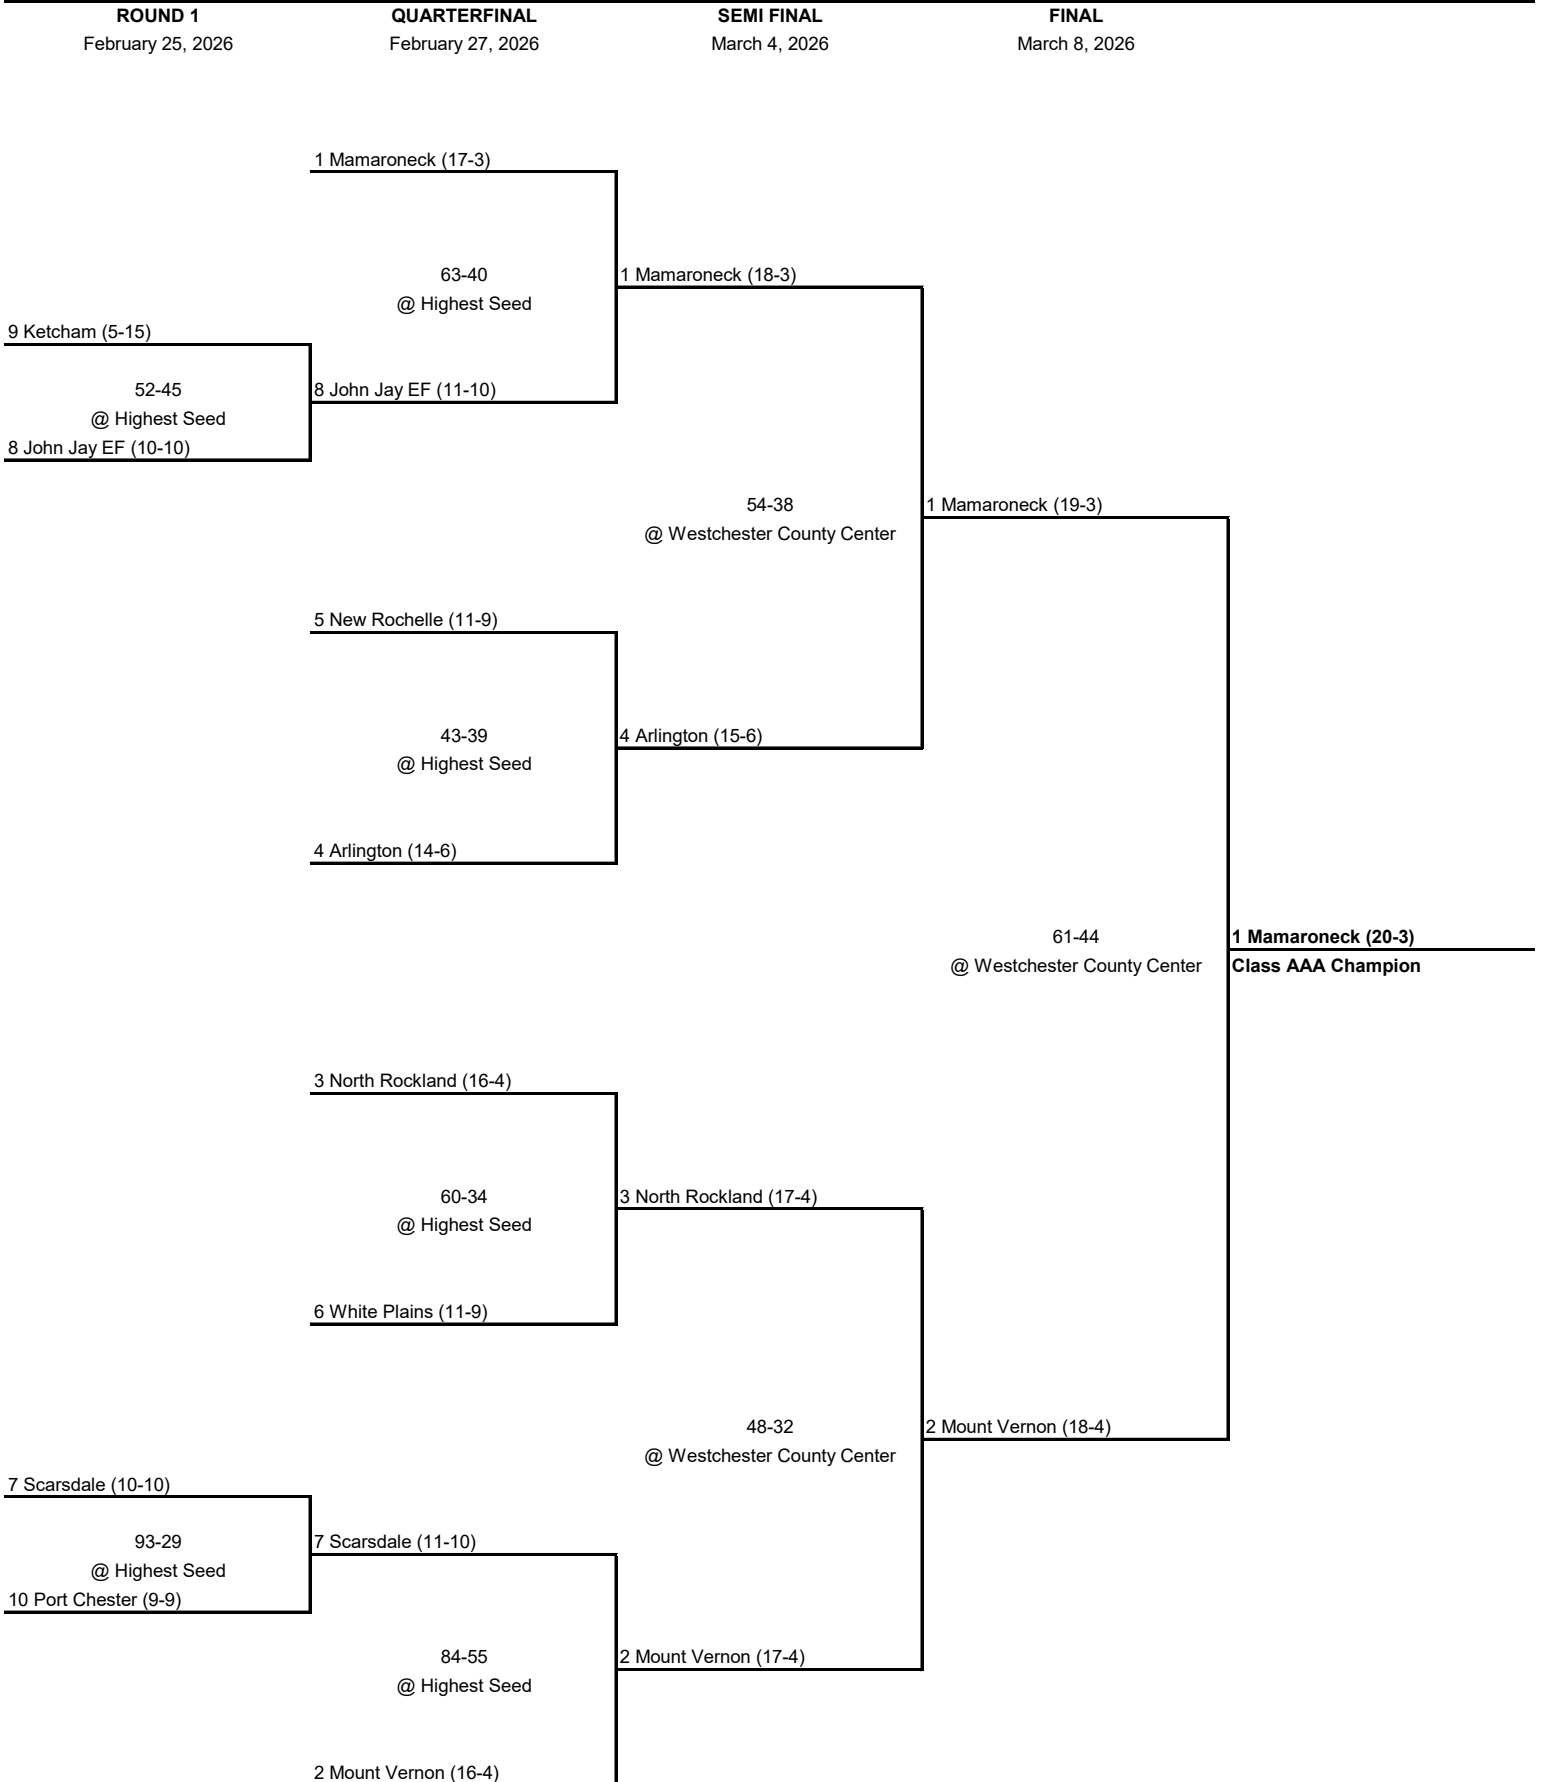 ROUND 1
QUARTERFINAL
SEMI FINAL
FINAL
February 25, 2026
February 27, 2026
March 4, 2026
March 8, 2026
1 Mamaroneck (17-3)
63-40
@ Highest Seed
1 Mamaroneck (18-3)
9 Ketcham (5-15)
52-45
@ Highest Seed
8 John Jay EF (10-10)
8 John Jay EF (11-10)
54-38
@ Westchester County Center
1 Mamaroneck (19-3)
5 New Rochelle (11-9)
43-39
@ Highest Seed
4 Arlington (15-6)
4 Arlington (14-6)
61-44
@ Westchester County Center
1 Mamaroneck (20-3)
Class AAA Champion
3 North Rockland (16-4)
60-34
@ Highest Seed
3 North Rockland (17-4)
6 White Plains (11-9)
48-32
@ Westchester County Center
2 Mount Vernon (18-4)
7 Scarsdale (10-10)
93-29
@ Highest Seed
10 Port Chester (9-9)
7 Scarsdale (11-10)
84-55
@ Highest Seed
2 Mount Vernon (17-4)
2 Mount Vernon (16-4)